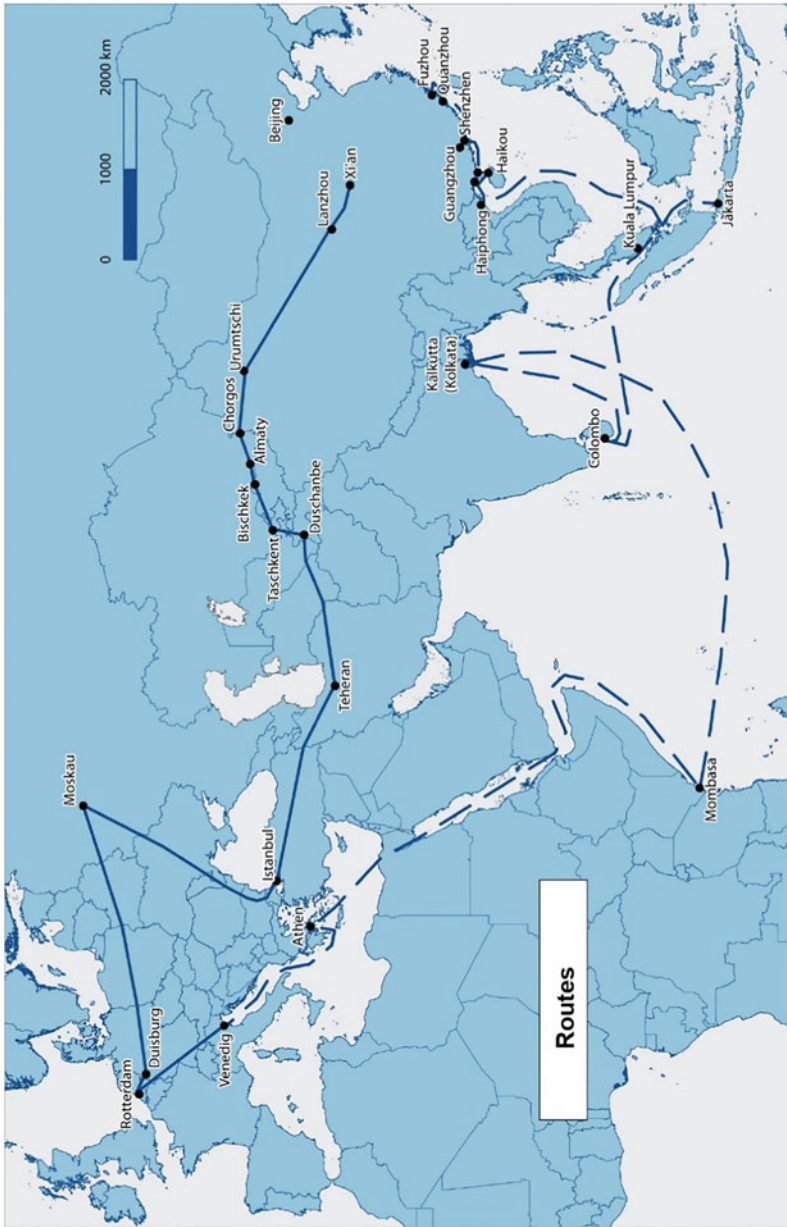 0
1000
2000 km
Moskau
Rotterdam
Duisburg
Venedig
Istanbul
Athen
Teheran
Taschkent
Duschanbe
Bischkek
Almaty
Chorgos
Urumtschi
Lanzhou
Xi'an
Beijing
Fuzhou
Quanzhou
Shenzhen
Guangzhou
Haikou
Haiphong
Kalkutta
(Kolkata)
Colombo
Kuala Lumpur
Jakarta
Mombasa
Routes